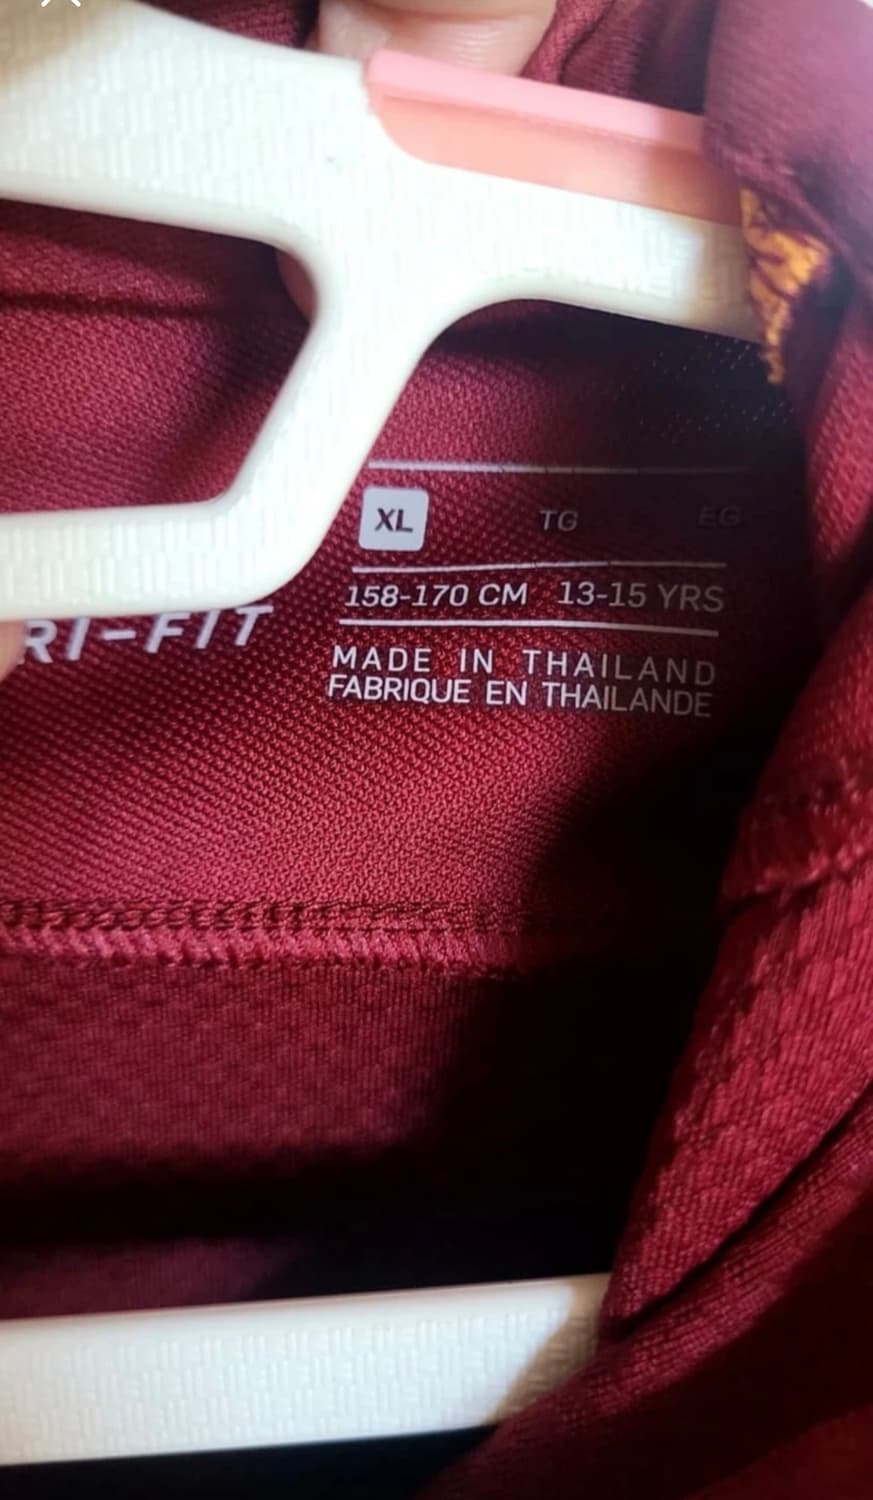 XL TG EG
158-170 CM 13-15 YRS
RI-FIT
MADE IN THAILAND
FABRIQUE EN THAILANDE